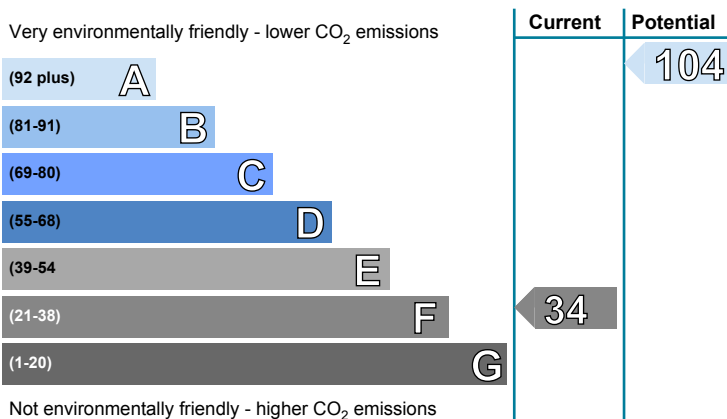 Current Potential
Very environmentally friendly - lower CO2 emissions
104
(92 plus) A
(81-91) B
(69-80) C
(55-68) D
(39-54 E
(21-38) F
34
(1-20) G
Not environmentally friendly - higher CO2 emissions